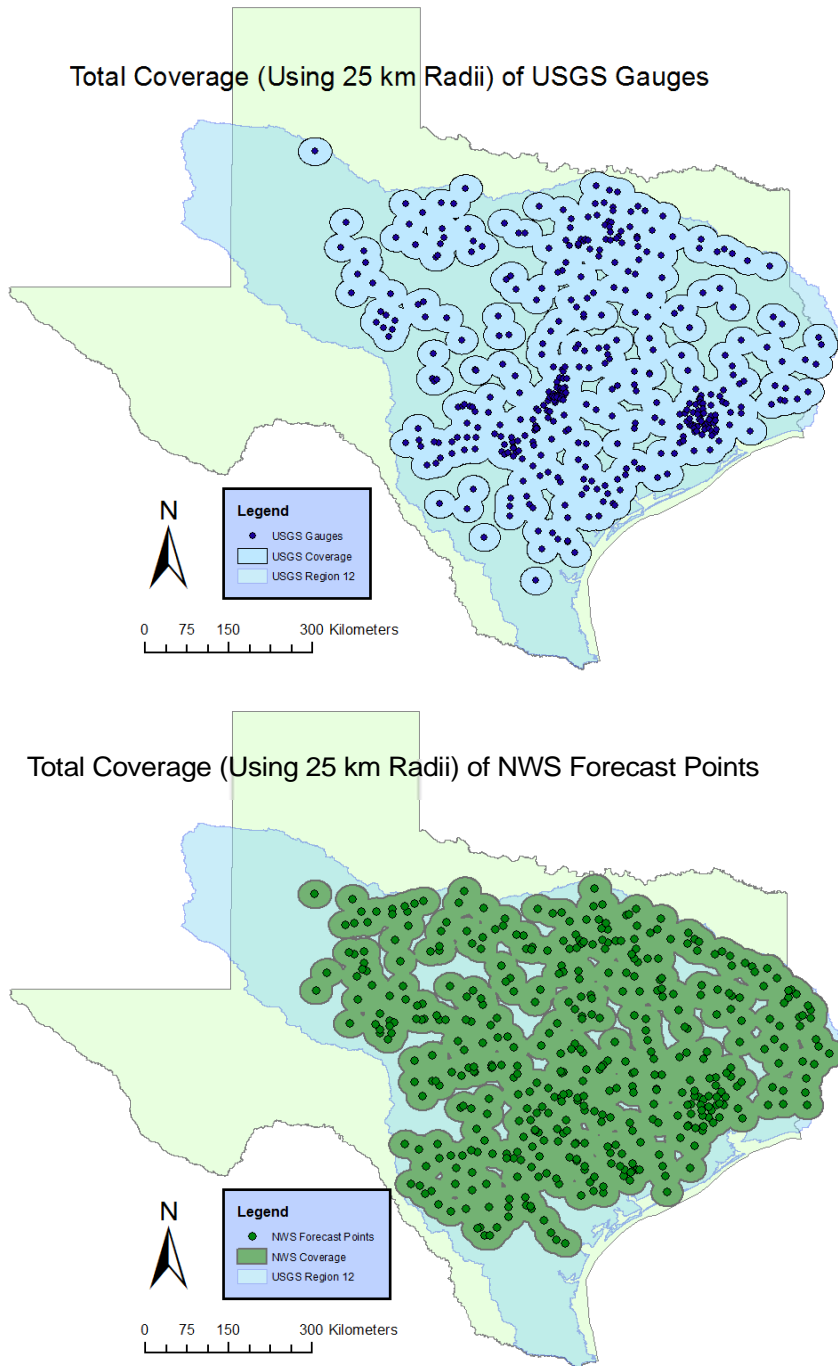 Total Coverage (Using 25 km Radii) of USGS Gauges
N
Legend
USGS Gauges
USGS Coverage
USGS Region 12
0 75 150 300 Kilometers
Total Coverage (Using 25 km Radii) of NWS Forecast Points
N
Legend
NWS Forecast Points
NWS Coverage
USGS Region 12
0 75 150 300 Kilometers